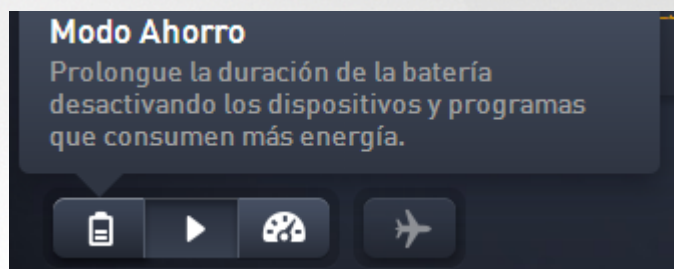 Modo Ahorro
Prolongue la duración de la batería
desactivando los dispositivos y programas
que consumen más energía.